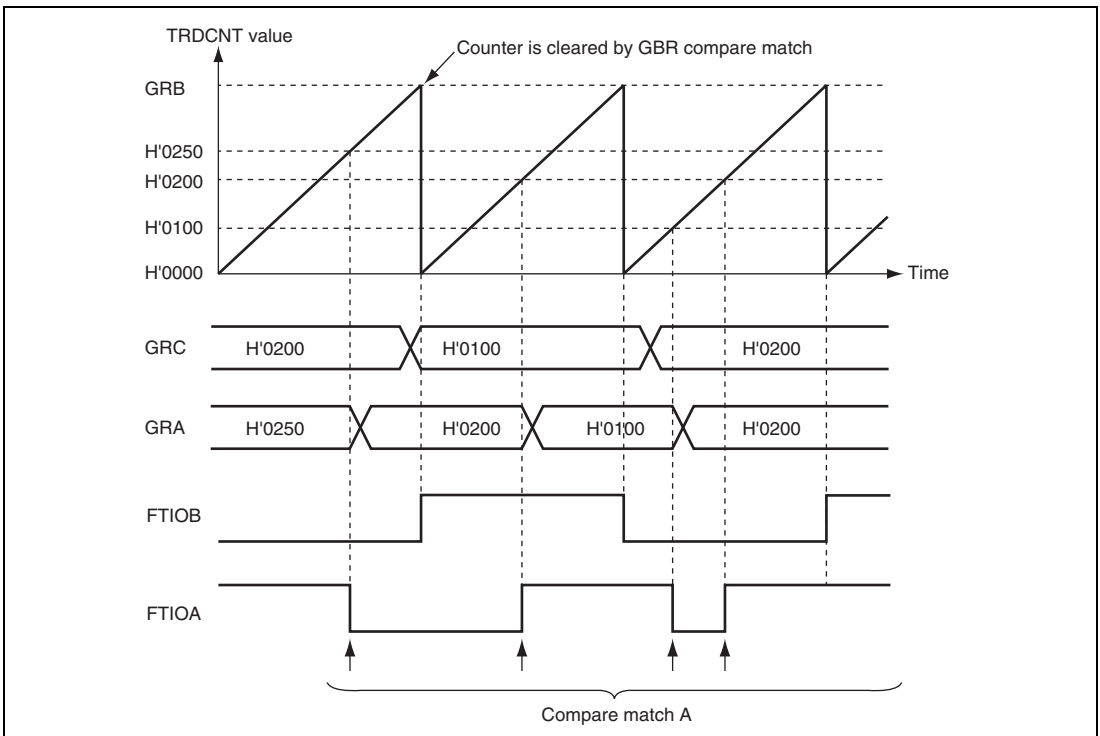 TRDCNT value
Counter is cleared by GBR compare match
GRB
H'0250
H'0200
H'0100
H'0000
Time
GRC H'0200 H'0100 H'0200
GRA H'0250 H'0200 H'0100 H'0200
FTIOB
FTIOA
Compare match A